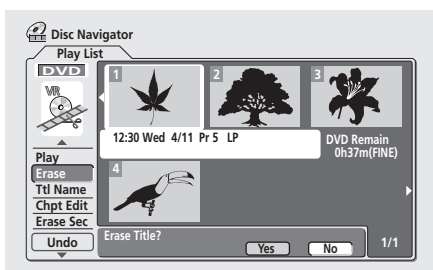 Disc Navigator
Play List
DVD
VR
1
2
3
12:30 Wed 4/11 Pr 5 LP
DVD Remain
0h37m(FINE)
4
Play
Erase
Ttl Name
Chpt Edit
Erase Sec
Undo
Erase Title?
Yes
No
1/1